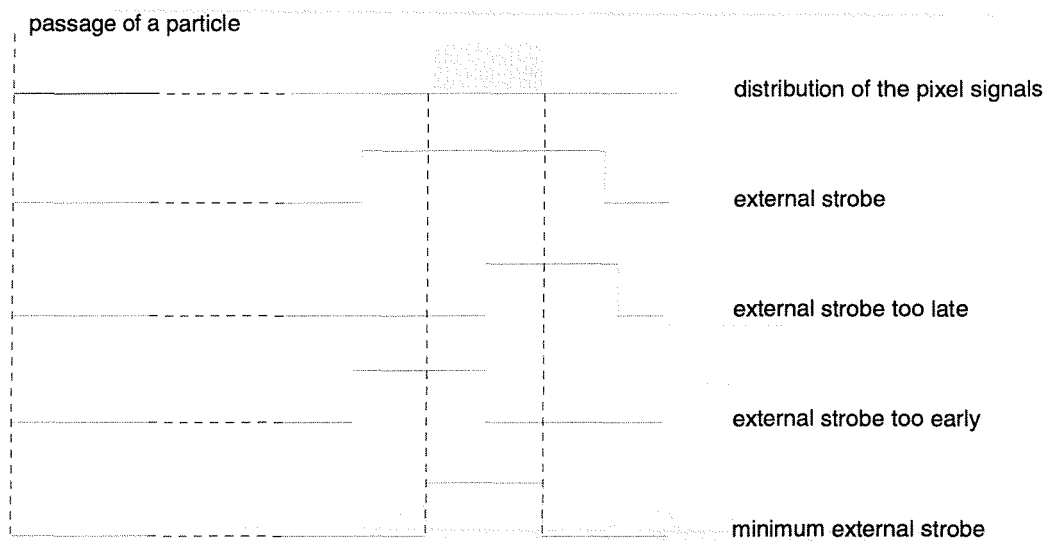 passage of a particle
distribution of the pixel signals
external strobe
external strobe too late
external strobe too early
minimum external strobe